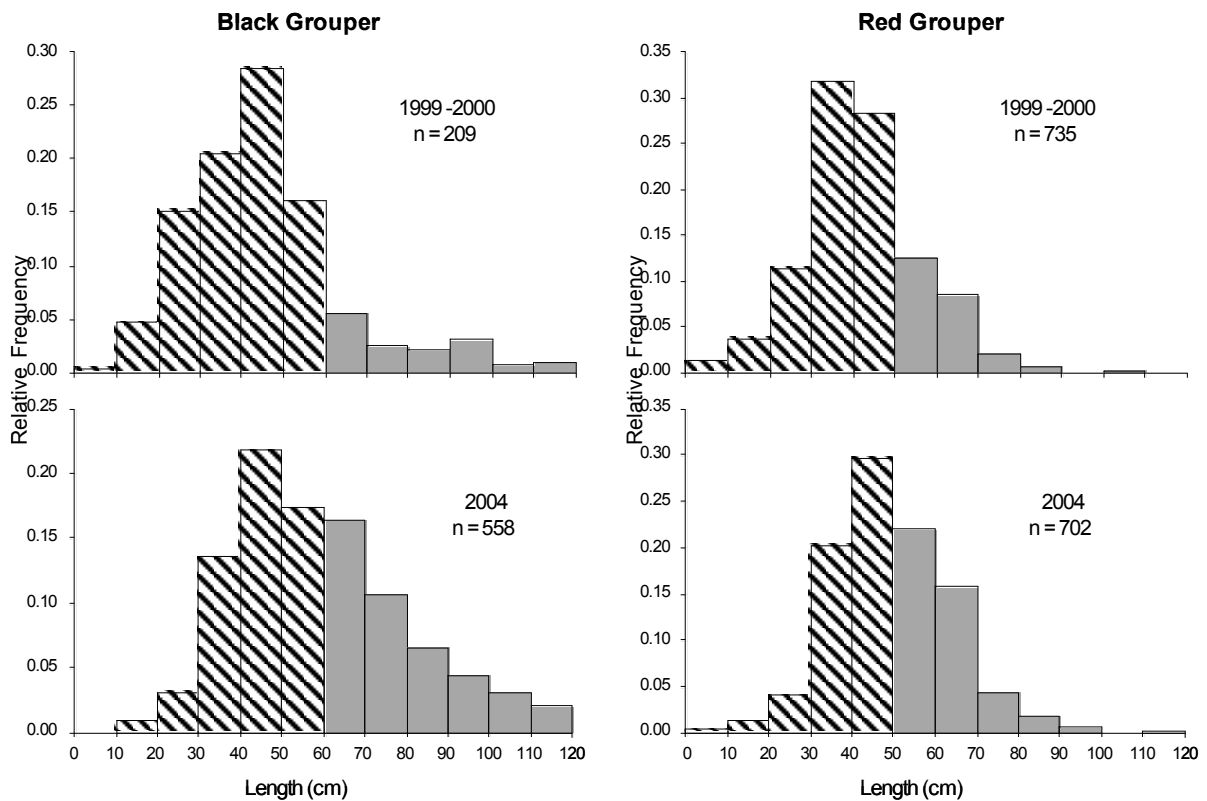 Black Grouper
Red Grouper
0.30
0.25
0.20
0.15
0.10
0.05
0.00
1999 -2000
n = 209
0.35
0.30
0.25
0.20
0.15
0.10
0.05
0.00
1999 -2000
n = 735
Relative Frequency
Relative Frequency
0.25
0.20
0.15
0.10
0.05
0.00
2004
n = 558
0 10 20 30 40 50 60 70 80 90 100 110 120
Length (cm)
0.35
0.30
0.25
0.20
0.15
0.10
0.05
0.00
2004
n = 702
0 10 20 30 40 50 60 70 80 90 100 110 120
Length (cm)